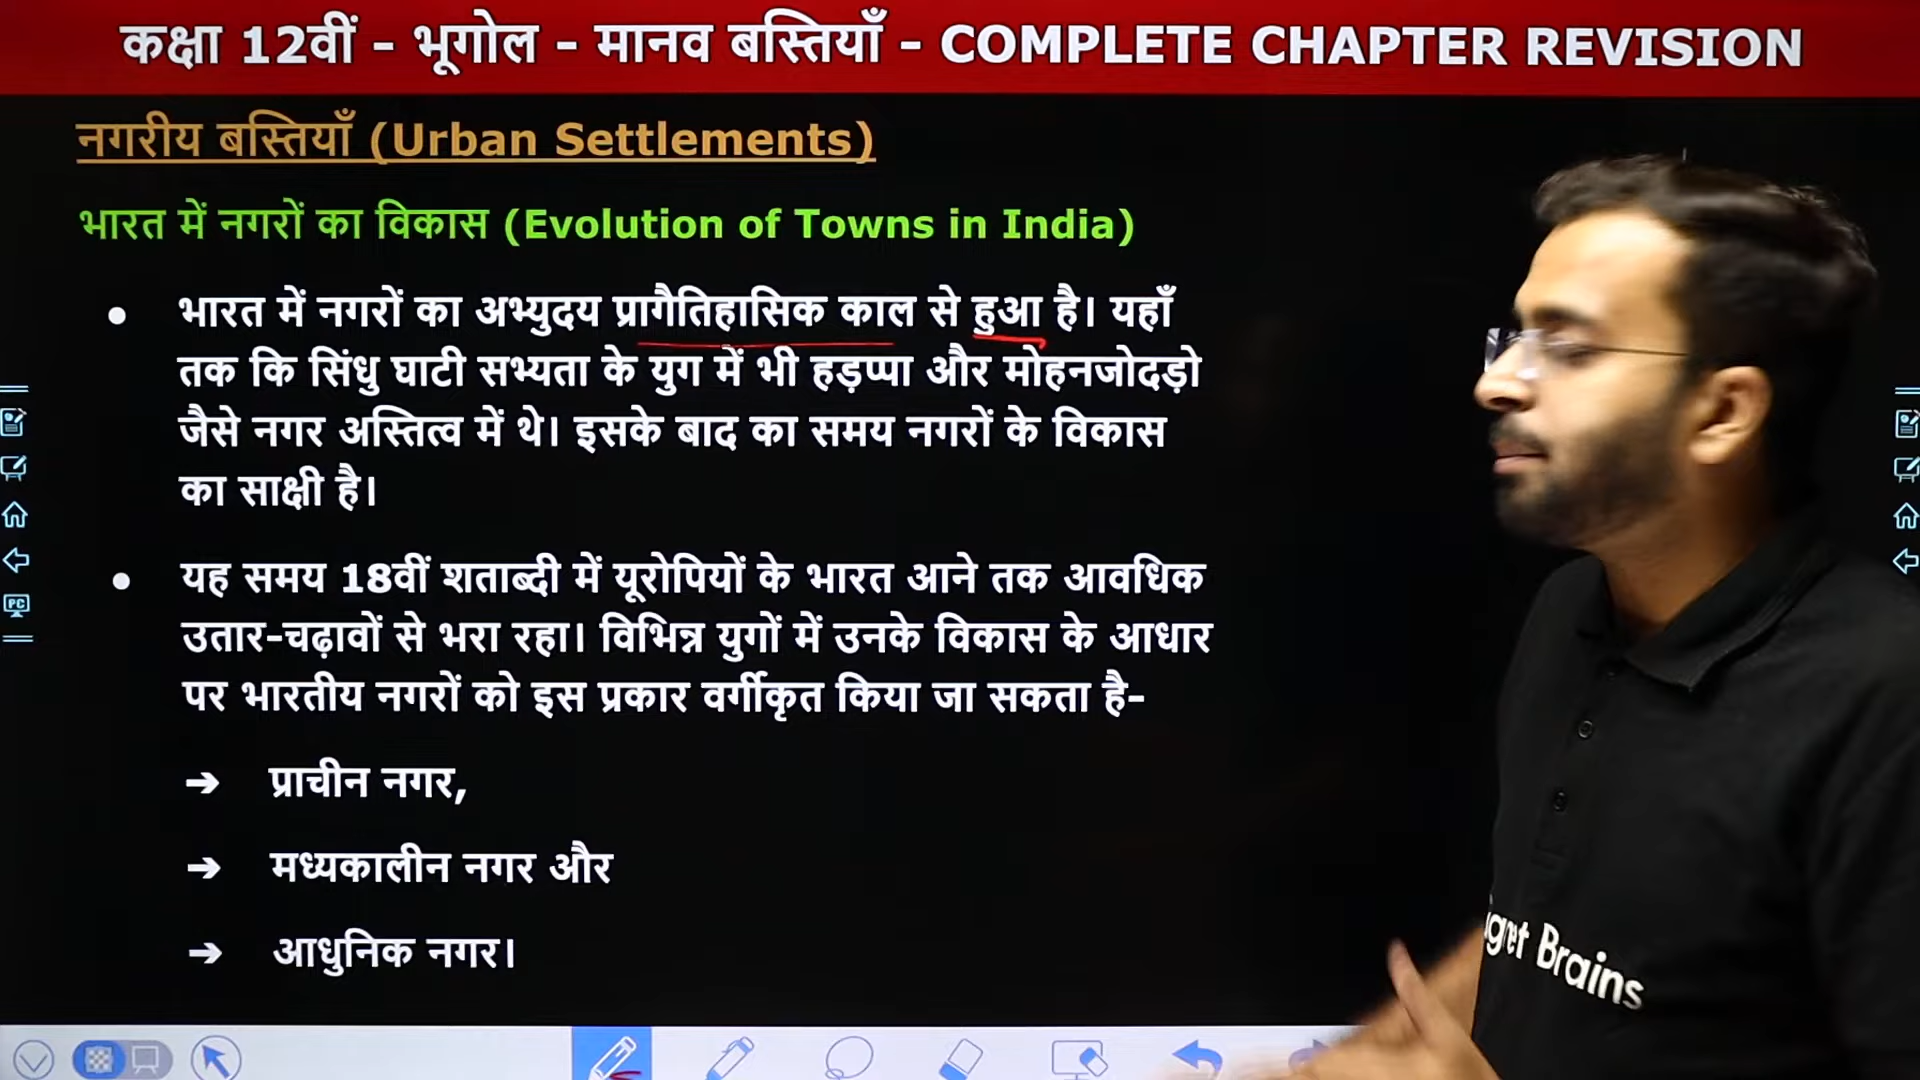 कक्षा 12वीं - भूगोल - मानव बस्तियाँ - COMPLETE CHAPTER REVISION
नगरीय बस्तियाँ (Urban Settlements)
भारत में नगरों का विकास (Evolution of Towns in India)
● भारत में नगरों का अभ्युदय प्रागैतिहासिक काल से हुआ है। यहाँ
तक कि सिंधु घाटी सभ्यता के युग में भी हड़प्पा और मोहनजोदड़ो
जैसे नगर अस्तित्व में थे। इसके बाद का समय नगरों के विकास
का साक्षी है।
● यह समय 18वीं शताब्दी में यूरोपियों के भारत आने तक आवधिक
उतार-चढ़ावों से भरा रहा। विभिन्न युगों में उनके विकास के आधार
पर भारतीय नगरों को इस प्रकार वर्गीकृत किया जा सकता है-
➔ प्राचीन नगर,
➔ मध्यकालीन नगर और
➔ आधुनिक नगर।
PC
Brains